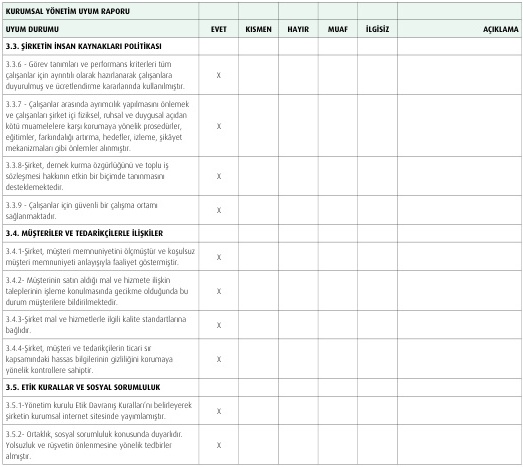 KURUMSAL YÖNETİM UYUM RAPORU
UYUM DURUMU EVET KISMEN HAYIR MUAF İLGİSİZ AÇIKLAMA
3.3. ŞİRKETİN İNSAN KAYNAKLARI POLİTİKASI
3.3.6 - Görev tanımları ve performans kriterleri tüm
çalışanlar için ayrıntılı olarak hazırlanarak çalışanlara
duyurulmuş ve ücretlendirme kararlarında kullanılmıştır.
X
3.3.7 - Çalışanlar arasında ayrımcılık yapılmasını önlemek
ve çalışanları şirket içi fiziksel, ruhsal ve duygusal açıdan
kötü muamelelere karşı korumaya yönelik prosedürler,
eğitimler, farkındalığı artırma, hedefler, izleme, şikâyet
mekanizmaları gibi önlemler alınmıştır.
X
3.3.8-Şirket, dernek kurma özgürlüğünü ve toplu iş
sözleşmesi hakkının etkin bir biçimde tanınmasını
desteklemektedir.
X
3.3.9 - Çalışanlar için güvenli bir çalışma ortamı
sağlanmaktadır.
X
3.4. MÜŞTERİLER VE TEDARİKÇİLERLE İLİŞKİLER
3.4.1-Şirket, müşteri memnuniyetini ölçmüştür ve koşulsuz
müşteri memnuniyeti anlayışıyla faaliyet göstermiştir.
X
3.4.2- Müşterinin satın aldığı mal ve hizmete ilişkin
taleplerinin işleme konulmasında gecikme olduğunda bu
durum müşterilere bildirilmektedir.
X
3.4.3-Şirket mal ve hizmetlerle ilgili kalite standartlarına
bağlıdır.
X
3.4.4-Şirket, müşteri ve tedarikçilerin ticari sır
kapsamındaki hassas bilgilerinin gizliliğini korumaya
yönelik kontrollere sahiptir.
X
3.5. ETİK KURALLAR VE SOSYAL SORUMLULUK
3.5.1-Yönetim kurulu Etik Davranış Kuralları'nı belirleyerek
şirketin kurumsal internet sitesinde yayımlamıştır.
X
3.5.2- Ortaklık, sosyal sorumluluk konusunda duyarlıdır.
Yolsuzluk ve rüşvetin önlenmesine yönelik tedbirler
almıştır.
X